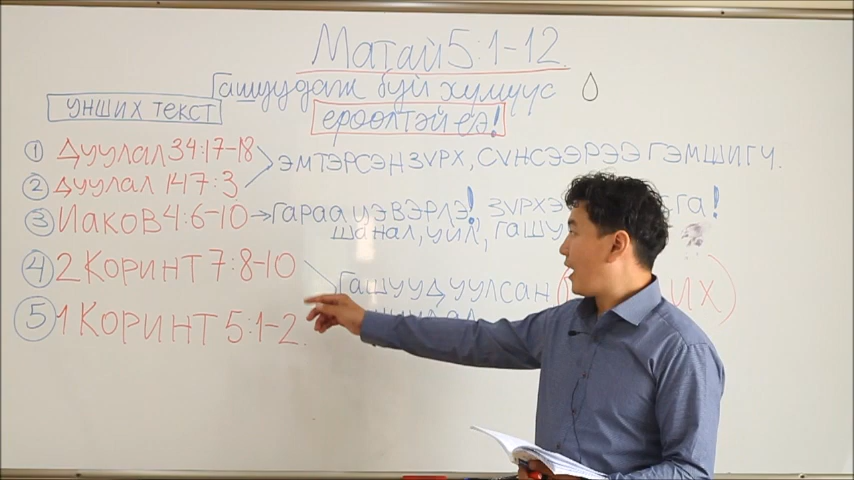 Матай 5:1-12.
Гашуудаж буй хүмүүс
ерөөлтэй еэ!
УНШИХ ТЕКСТ
① Дуулал 34:17-18
② Дуулал 147:3
ЭМТЭРСЭН ЗҮРХ, СҮНСЭЭРЭЭ ГЭМШИГЧ.
③ Иаков 4:6-10 → ГАРАА ЦЭВЭРЛЭ! ЗҮРХЭ
ШАНАЛ, УЙЛ, ГАШУ
④ 2 Коринт 7:8-10
ГАШУУДУУЛСАН
⑤ 1 Коринт 5:1-2.